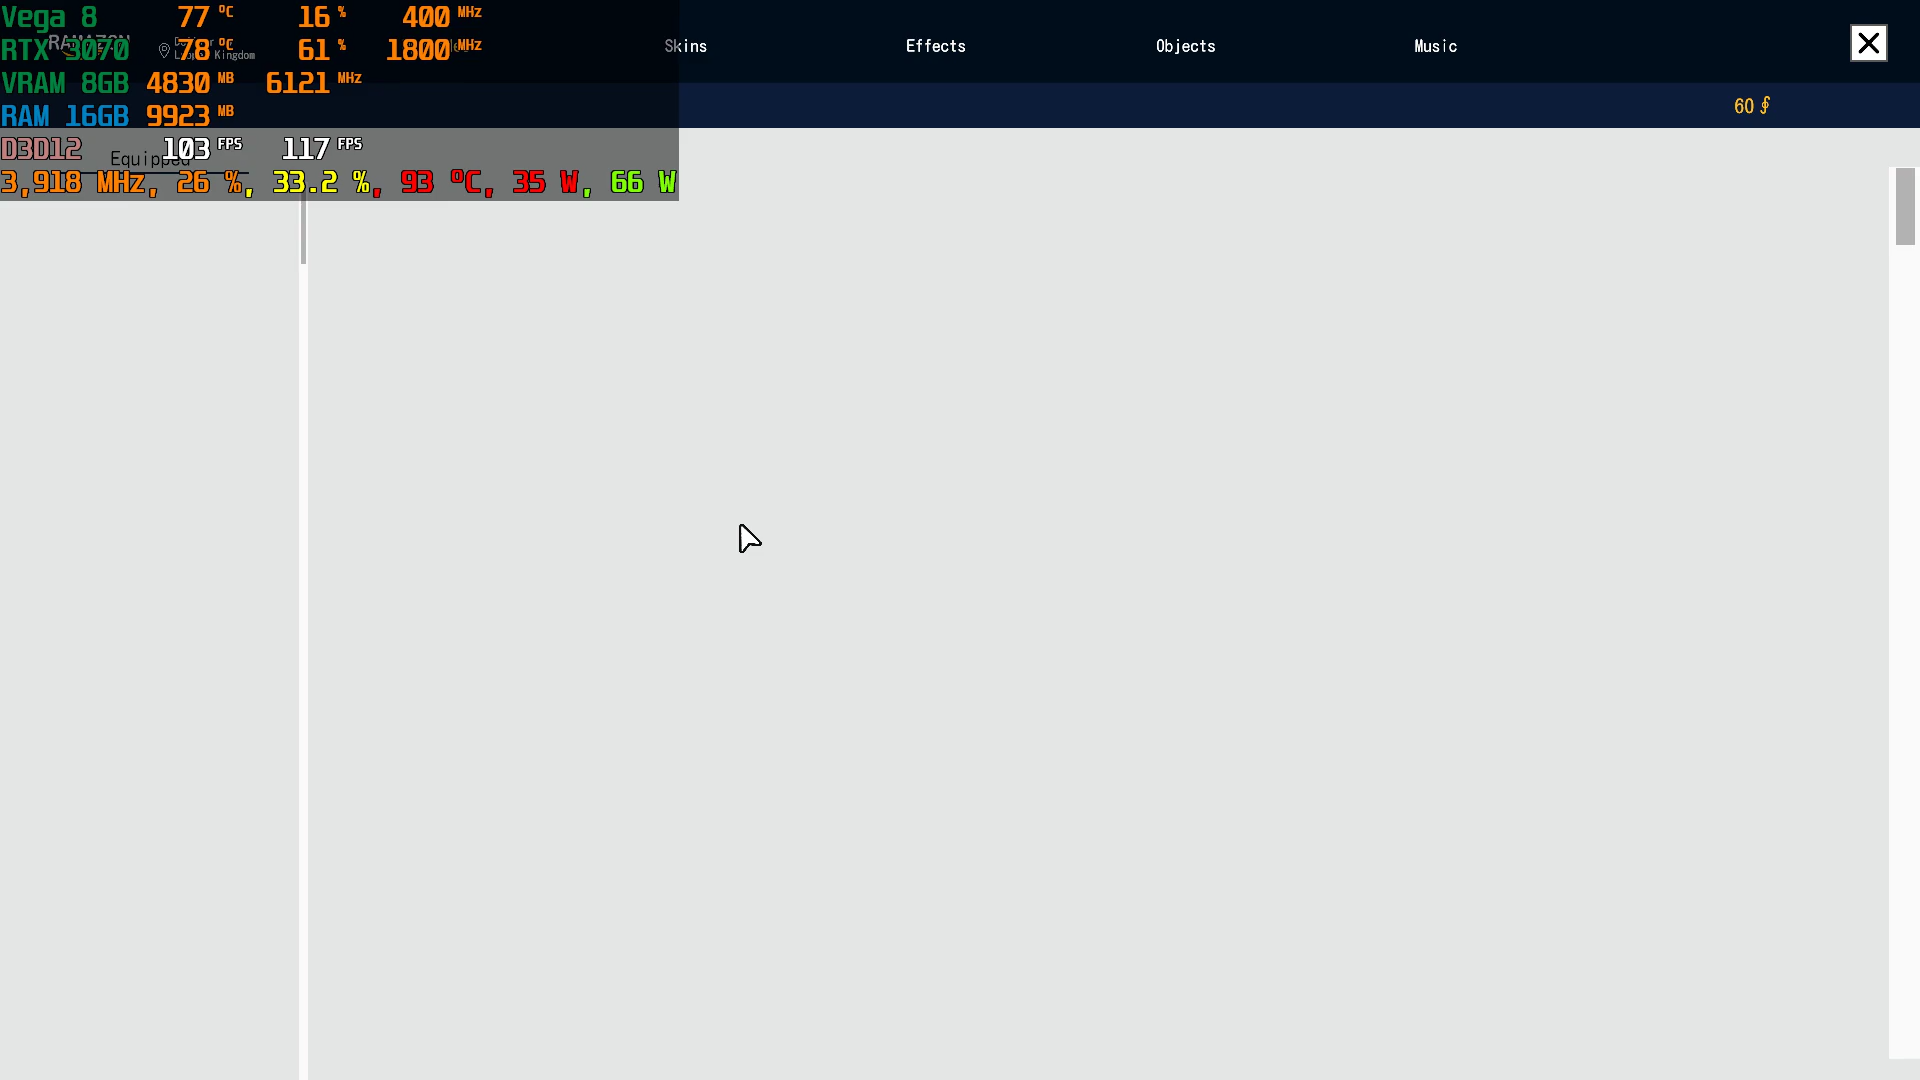 Vega 8 77 °C 16 % 400 MHz
RTX 3070 78 °C 61 % 1800 MHz
VRAM 8GB 4830 MB 6121 MHz
RAM 16GB 9923 MB
D3D12 103 FPS 117 FPS
3,918 MHz, 26 %, 33.2 %, 93 °C, 35 W, 66 W
RAMAZON
Kingdom
Skins
Effects
Objects
Music
60 ∮
Equipped